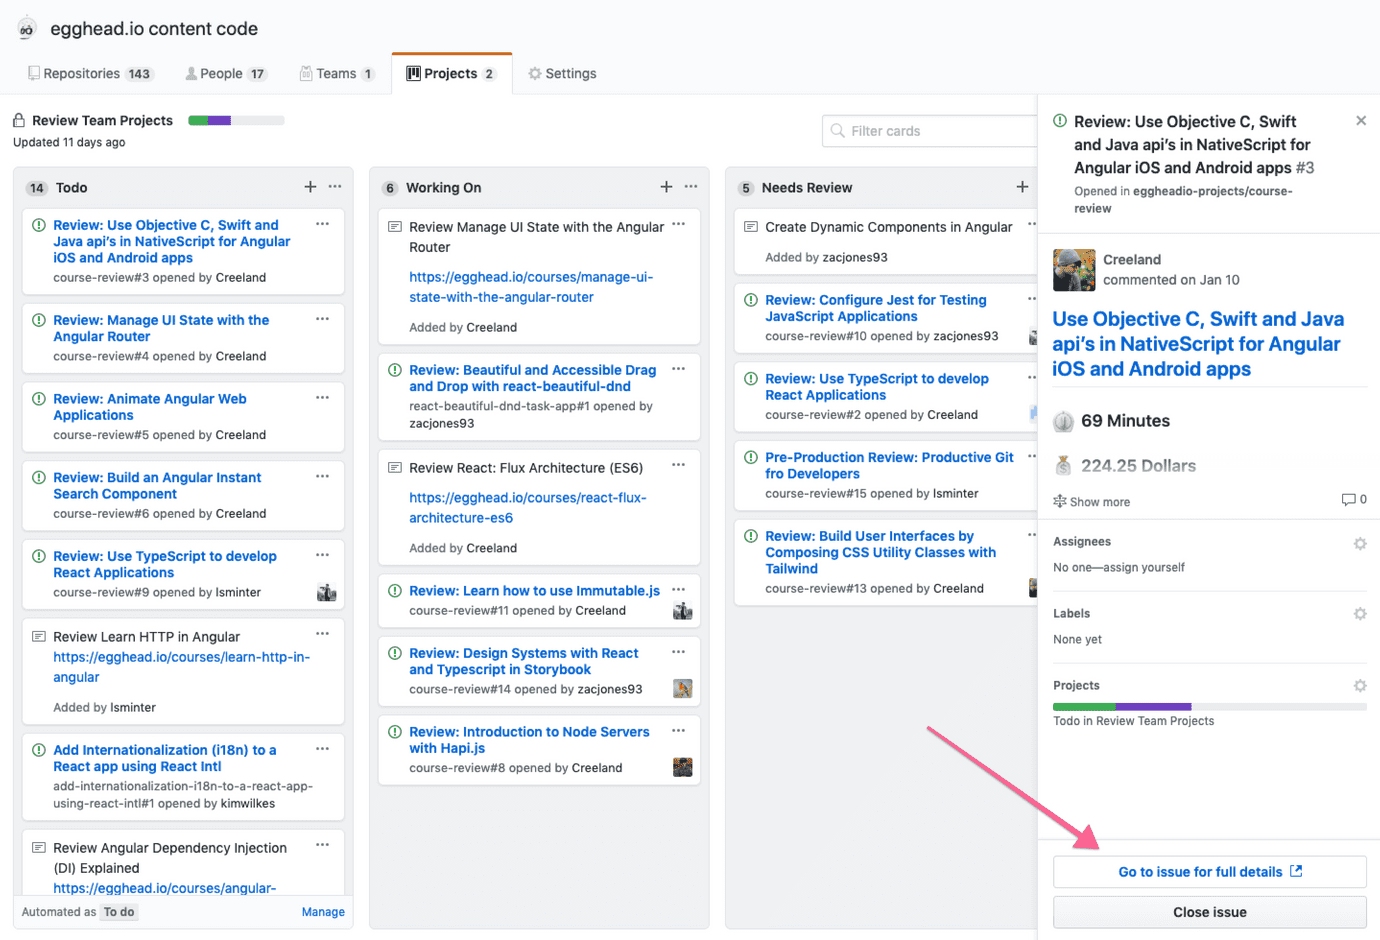 egghead.io content code
Repositories 143
People 17
Teams 1
Projects 2
Settings
Review Team Projects
Updated 11 days ago
Filter cards
14 Todo
Review: Use Objective C, Swift and
Java api’s in NativeScript for Angular
iOS and Android apps
course-review#3 opened by Creeland
Review: Manage UI State with the
Angular Router
course-review#4 opened by Creeland
Review: Animate Angular Web
Applications
course-review#5 opened by Creeland
Review: Build an Angular Instant
Search Component
course-review#6 opened by Creeland
Review: Use TypeScript to develop
React Applications
course-review#9 opened by lsminter
Review Learn HTTP in Angular
https://egghead.io/courses/learn-http-in-
angular
Added by lsminter
Add Internationalization (i18n) to a
React app using React Intl
add-internationalization-i18n-to-a-react-app-
using-react-intl#1 opened by kimwilkes
Review Angular Dependency Injection
(DI) Explained
https://egghead.io/courses/angular-
Automated as To do
Manage
6 Working On
Review Manage UI State with the Angular
Router
https://egghead.io/courses/manage-ui-
state-with-the-angular-router
Added by Creeland
Review: Beautiful and Accessible Drag
and Drop with react-beautiful-dnd
react-beautiful-dnd-task-app#1 opened by
zacjones93
Review React: Flux Architecture (ES6)
https://egghead.io/courses/react-flux-
architecture-es6
Added by Creeland
Review: Learn how to use Immutable.js
course-review#11 opened by Creeland
Review: Design Systems with React
and Typescript in Storybook
course-review#14 opened by zacjones93
Review: Introduction to Node Servers
with Hapi.js
course-review#8 opened by Creeland
5 Needs Review
Create Dynamic Components in Angular
Added by zacjones93
Review: Configure Jest for Testing
JavaScript Applications
course-review#10 opened by zacjones93
Review: Use TypeScript to develop
React Applications
course-review#2 opened by Creeland
Pre-Production Review: Productive Git
fro Developers
course-review#15 opened by lsminter
Review: Build User Interfaces by
Composing CSS Utility Classes with
Tailwind
course-review#13 opened by Creeland
Review: Use Objective C, Swift
and Java api’s in NativeScript for
Angular iOS and Android apps #3
Opened in eggheadio-projects/course-
review
Creeland
commented on Jan 10
Use Objective C, Swift and Java
api’s in NativeScript for Angular
iOS and Android apps
69 Minutes
224.25 Dollars
Show more
0
Assignees
No one—assign yourself
Labels
None yet
Projects
Todo in Review Team Projects
Go to issue for full details
Close issue